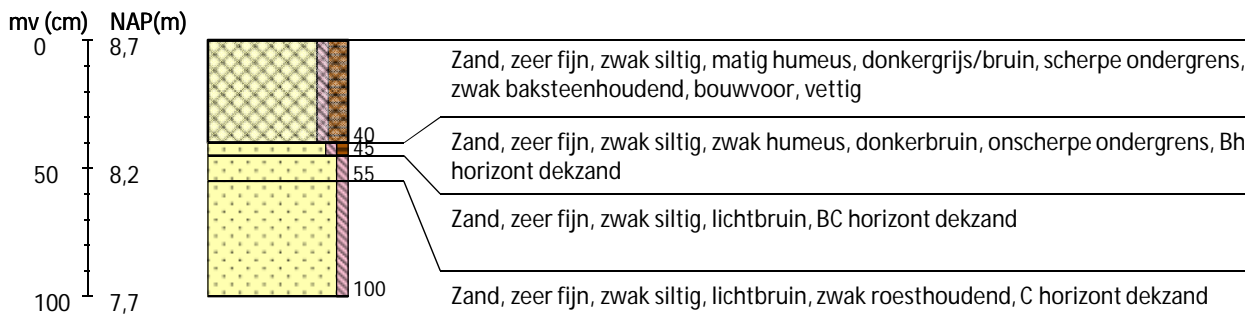 mv (cm) NAP(m)
0 8,7
Zand, zeer fijn, zwak siltig, matig humeus, donkergrijs/bruin, scherpe ondergrens,
zwak baksteenhoudend, bouwvoor, vettig
40
Zand, zeer fijn, zwak siltig, zwak humeus, donkerbruin, onscherpe ondergrens, Bh
horizont dekzand
45
50 8,2
55
Zand, zeer fijn, zwak siltig, lichtbruin, BC horizont dekzand
100
Zand, zeer fijn, zwak siltig, lichtbruin, zwak roesthoudend, C horizont dekzand
100 7,7